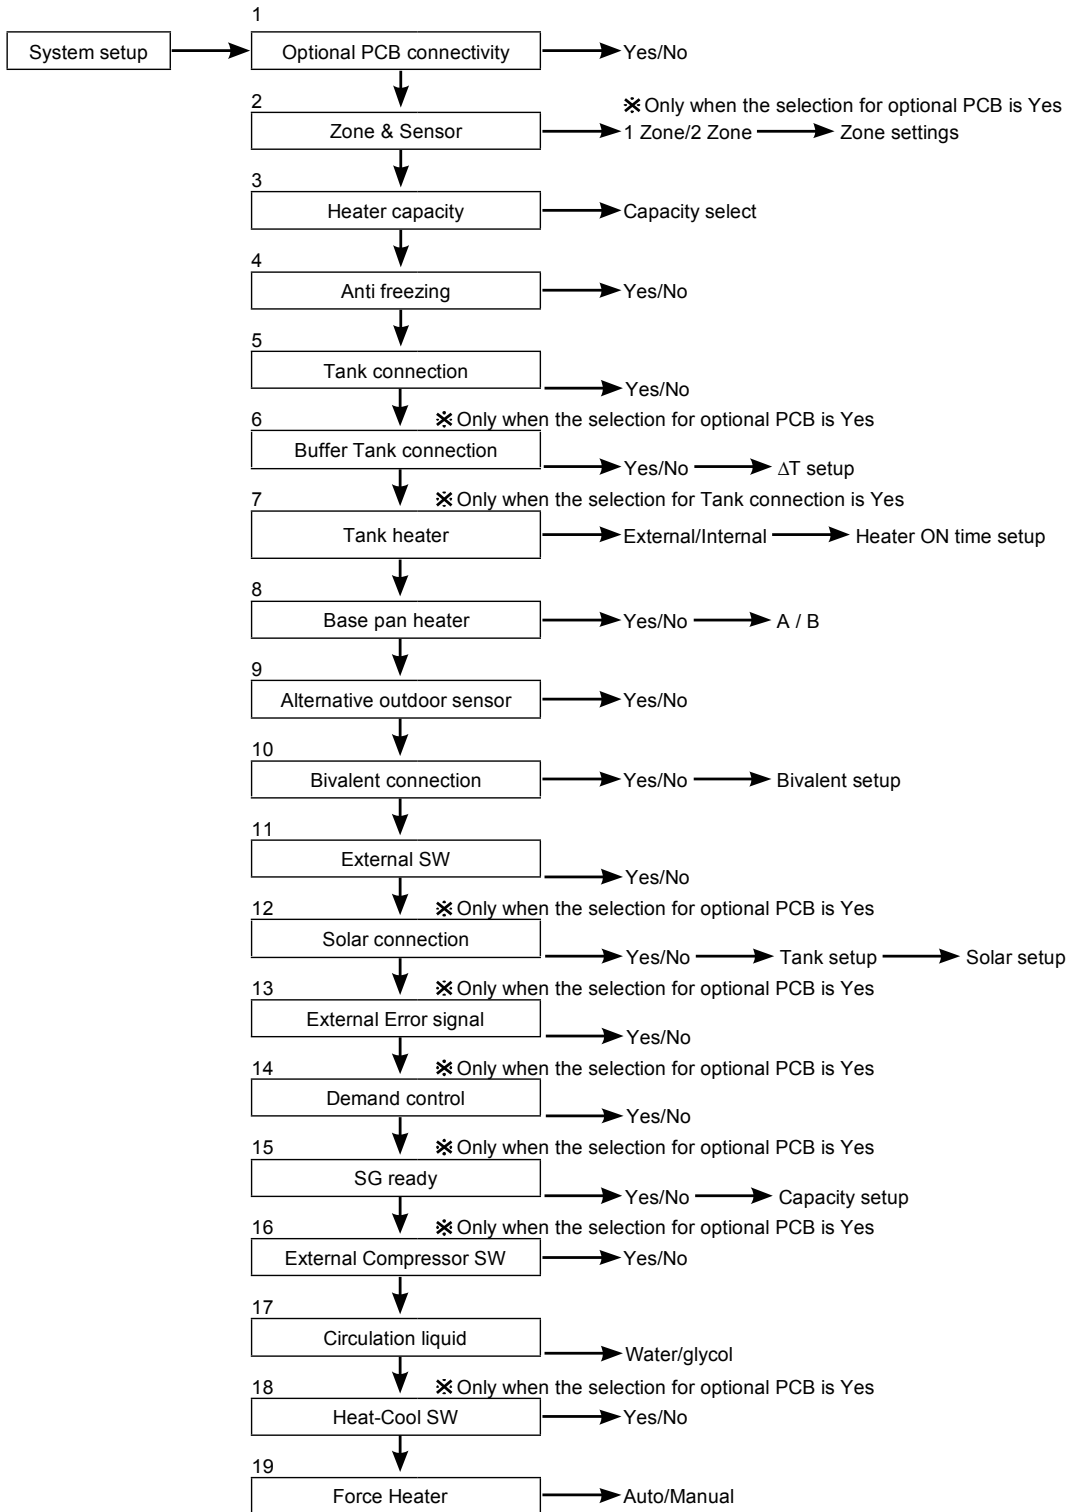 1
System setup
Optional PCB connectivity
Yes/No
2
※ Only when the selection for optional PCB is Yes
Zone & Sensor
1 Zone/2 Zone
Zone settings
3
Heater capacity
Capacity select
4
Anti freezing
Yes/No
5
Tank connection
Yes/No
6
※ Only when the selection for optional PCB is Yes
Buffer Tank connection
Yes/No
ΔT setup
7
※ Only when the selection for Tank connection is Yes
Tank heater
External/Internal
Heater ON time setup
8
Base pan heater
Yes/No
A / B
9
Alternative outdoor sensor
Yes/No
10
Bivalent connection
Yes/No
Bivalent setup
11
External SW
Yes/No
12
※ Only when the selection for optional PCB is Yes
Solar connection
Yes/No
Tank setup
Solar setup
13
※ Only when the selection for optional PCB is Yes
External Error signal
Yes/No
14
※ Only when the selection for optional PCB is Yes
Demand control
Yes/No
15
※ Only when the selection for optional PCB is Yes
SG ready
Yes/No
Capacity setup
16
※ Only when the selection for optional PCB is Yes
External Compressor SW
Yes/No
17
Circulation liquid
Water/glycol
18
※ Only when the selection for optional PCB is Yes
Heat-Cool SW
Yes/No
19
Force Heater
Auto/Manual